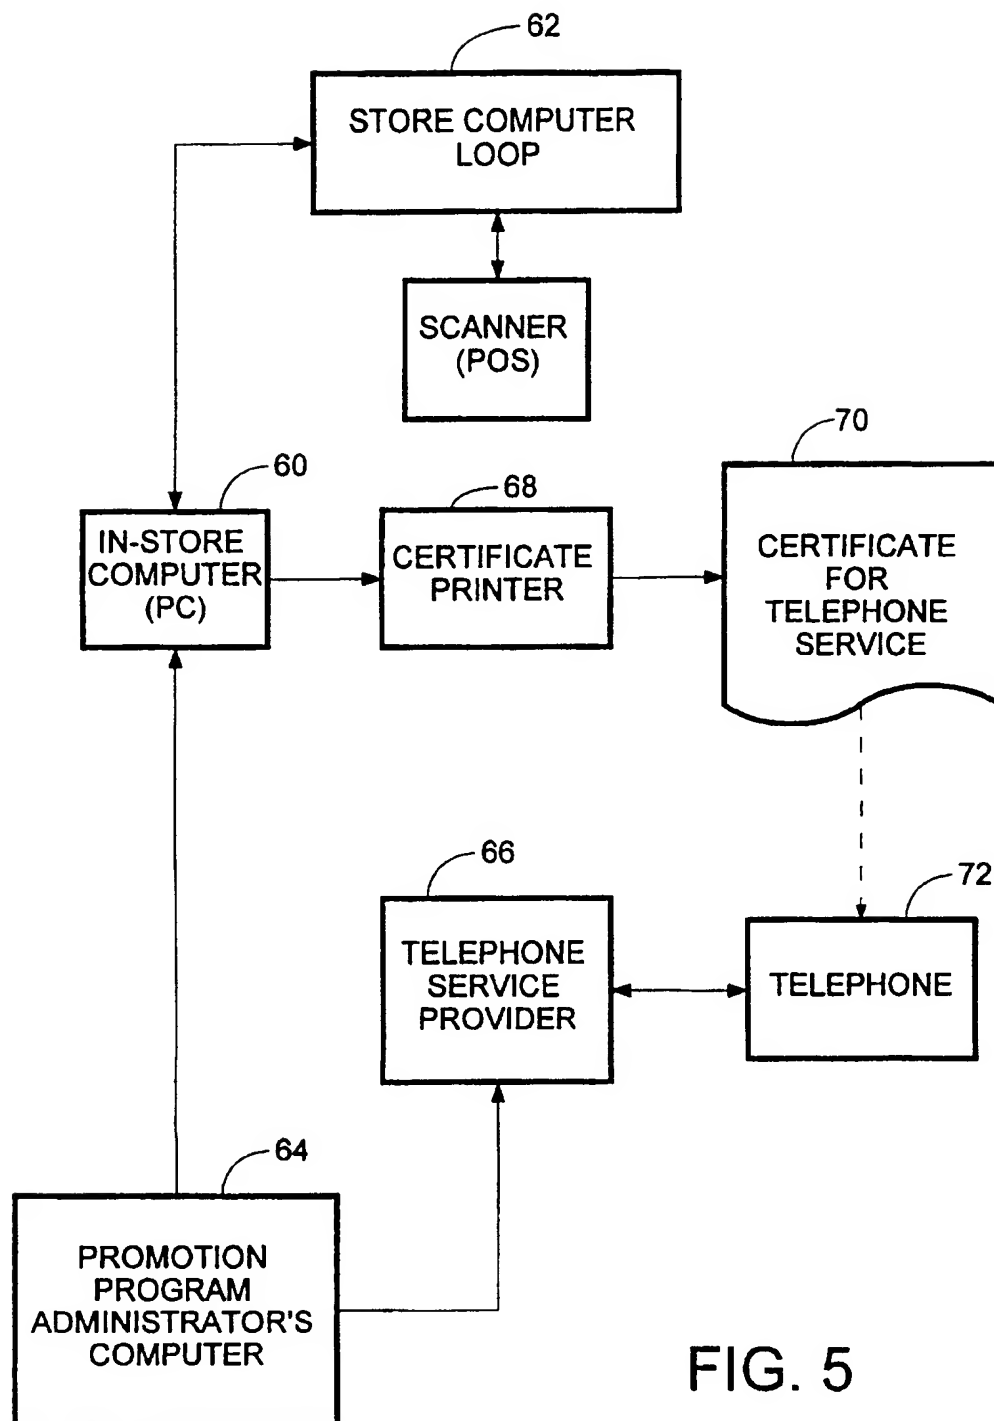 62
STORE COMPUTER
LOOP
SCANNER
(POS)
70
60
68
IN-STORE
COMPUTER
(PC)
CERTIFICATE
PRINTER
CERTIFICATE
FOR
TELEPHONE
SERVICE
66
72
TELEPHONE
SERVICE
PROVIDER
TELEPHONE
64
PROMOTION
PROGRAM
ADMINISTRATOR'S
COMPUTER
FIG. 5